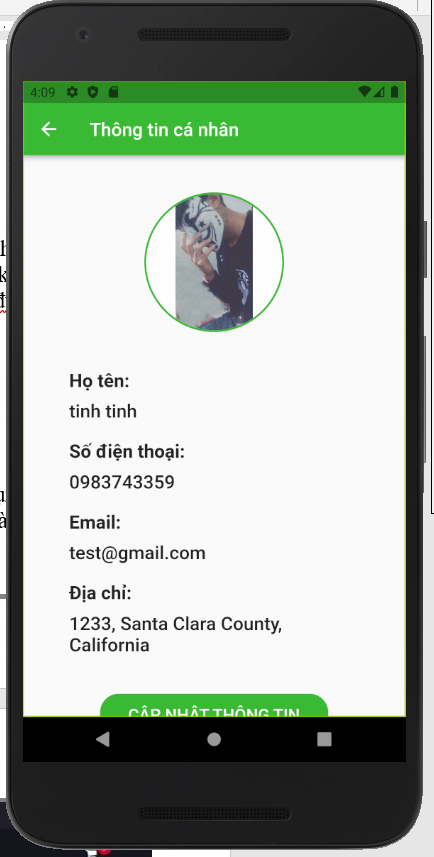 4:09
Thông tin cá nhân
Họ tên:
tinh tinh
Số điện thoại:
0983743359
Email:
test@gmail.com
Địa chỉ:
1233, Santa Clara County,
California
CẬP NHẬT THÔNG TIN